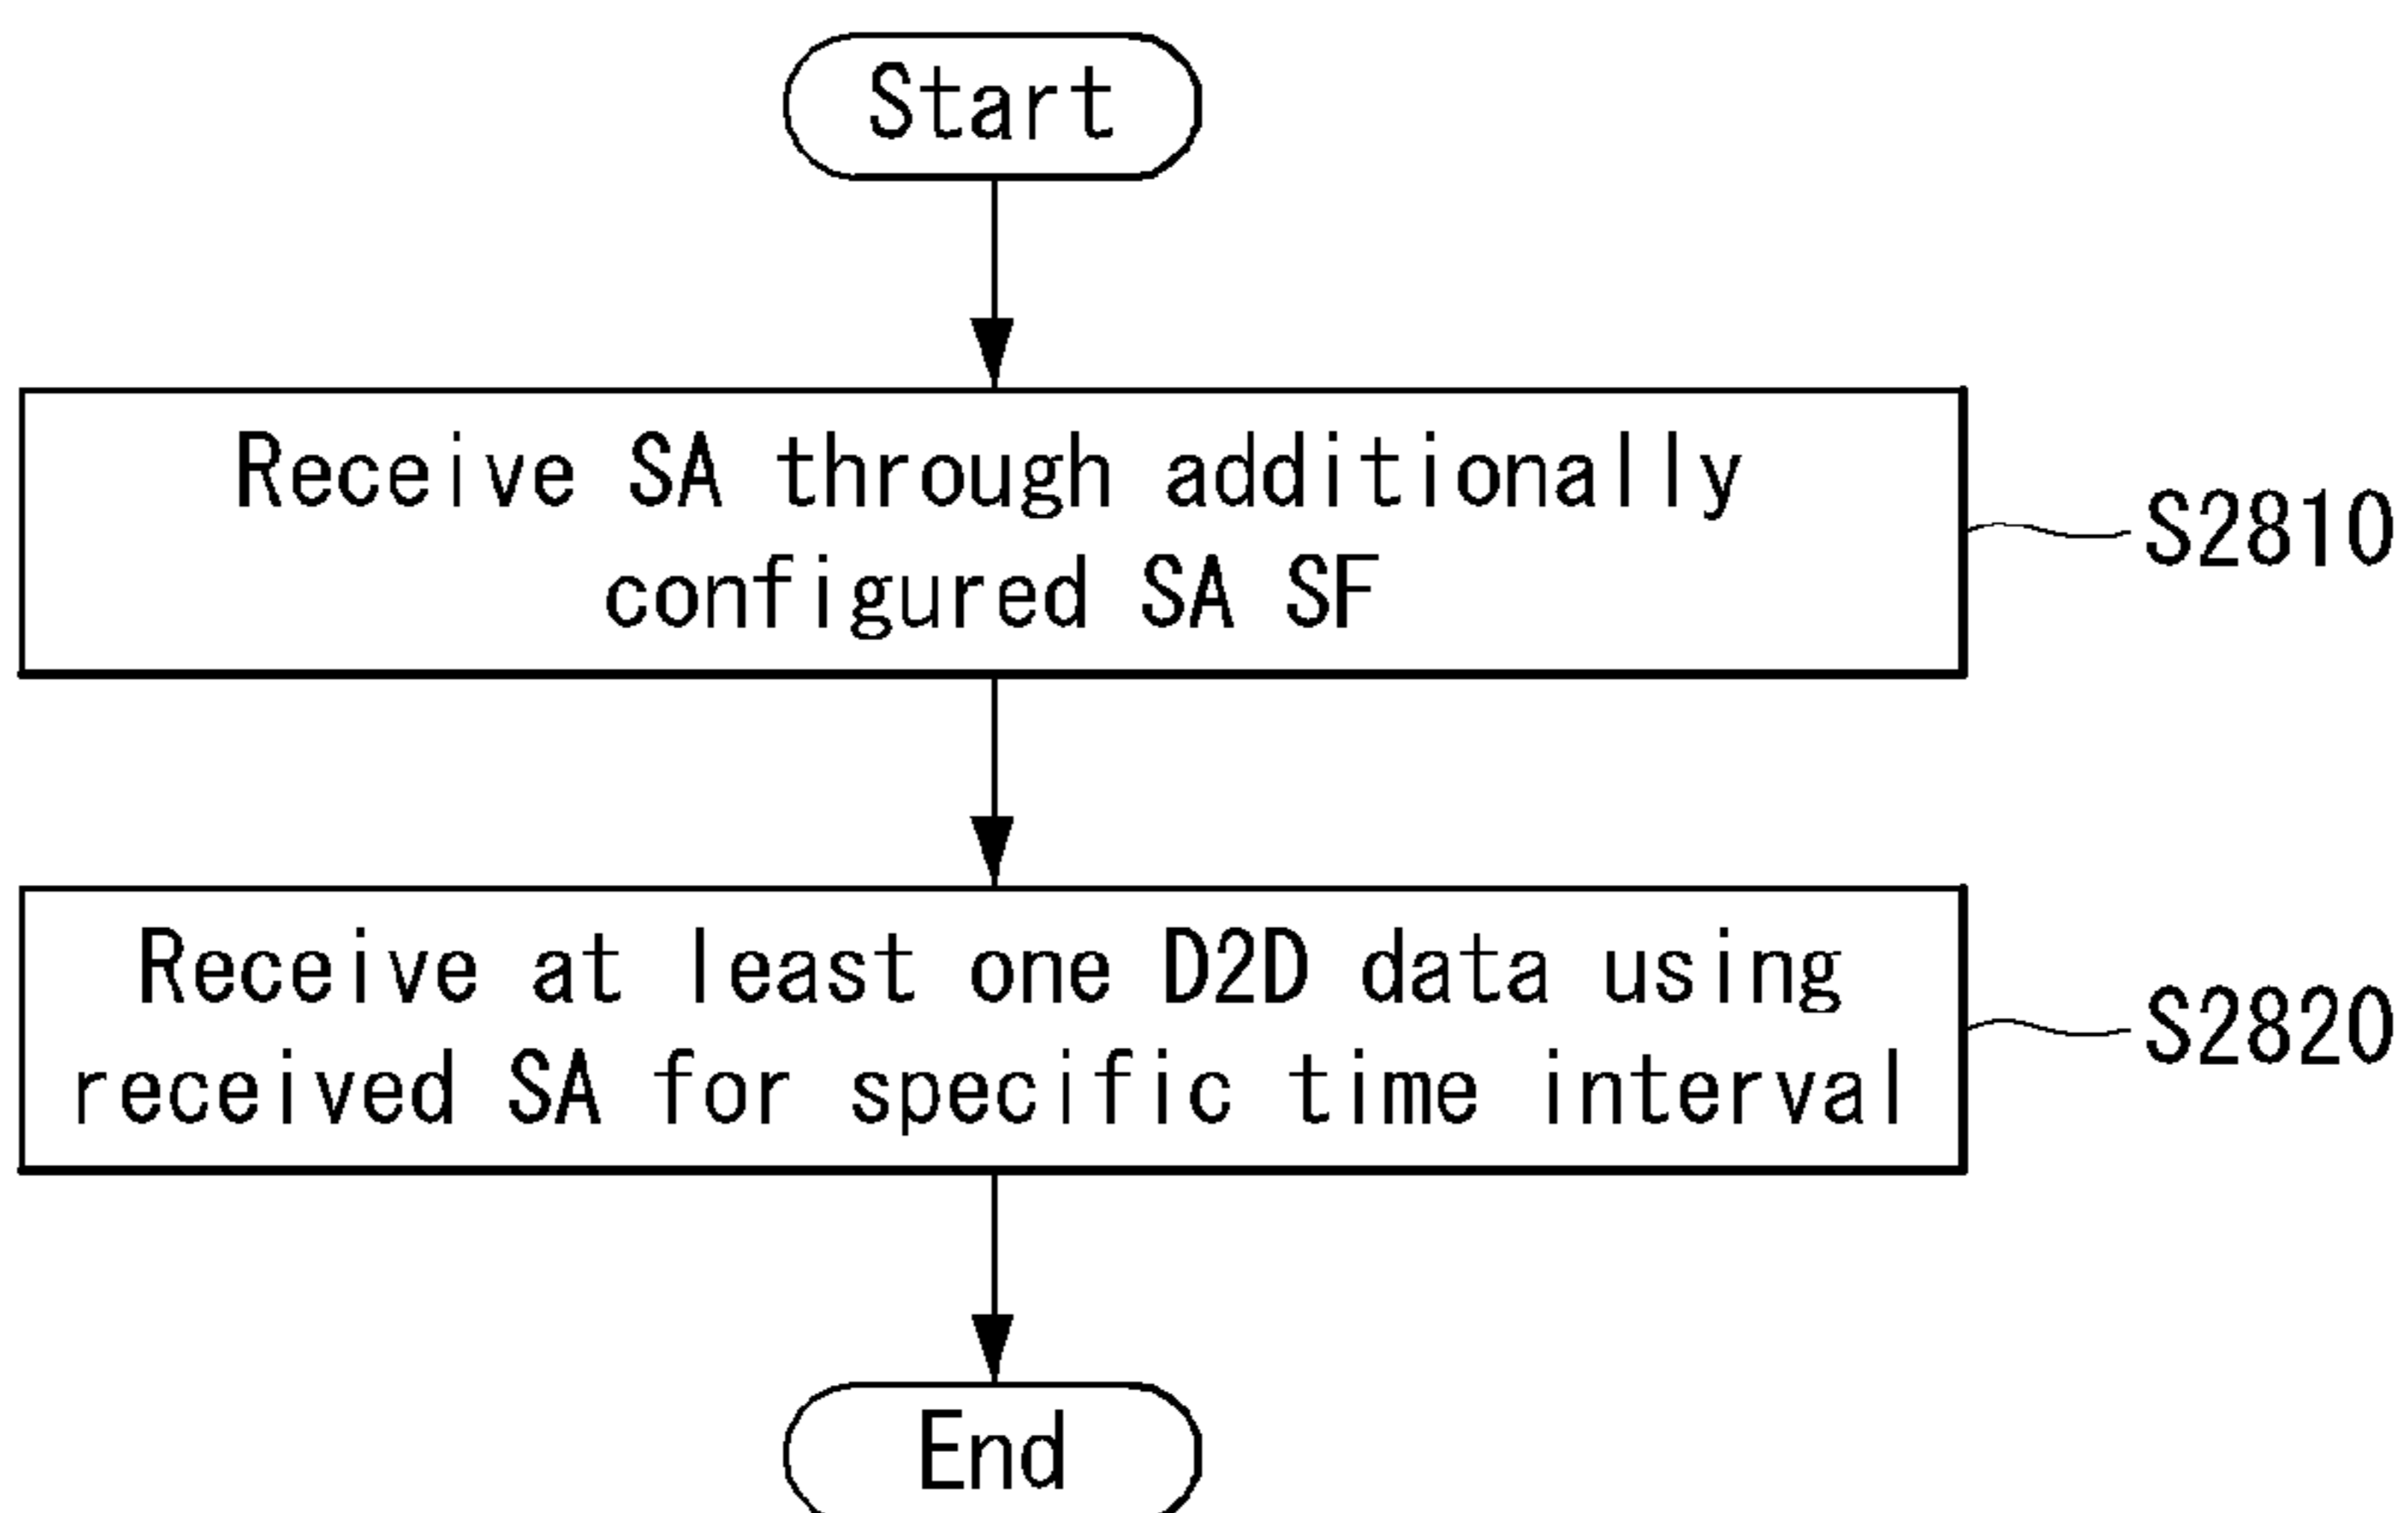 Start
Receive SA through additionally
configured SA SF
S2810
Receive at least one D2D data using
received SA for specific time interval
S2820
End